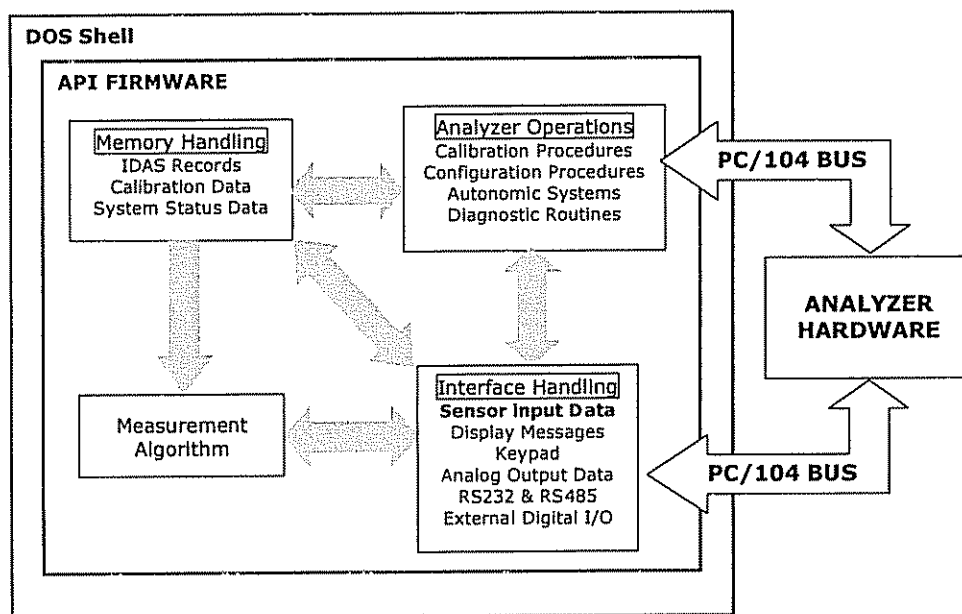 DOS Shell
API FIRMWARE
Memory Handling
IDAS Records
Calibration Data
System Status Data
Analyzer Operations
Calibration Procedures
Configuration Procedures
Autonomic Systems
Diagnostic Routines
PC/104 BUS
ANALYZER
HARDWARE
Measurement
Algorithm
Interface Handling
Sensor input Data
Display Messages
Keypad
Analog Output Data
RS232 & RS485
External Digital I/O
PC/104 BUS